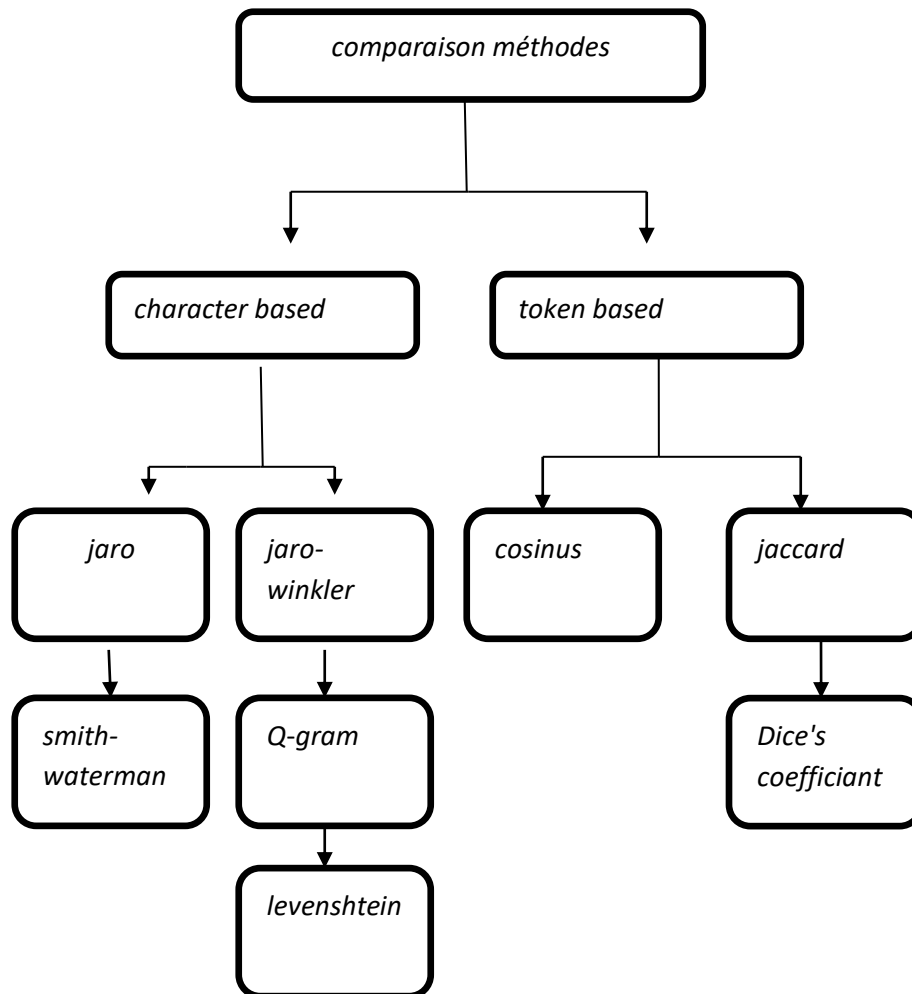 comparaison méthodes
character based
token based
jaro
jaro-
winkler
cosinus
jaccard
smith-
waterman
Q-gram
Dice's
coefficiant
levenshtein